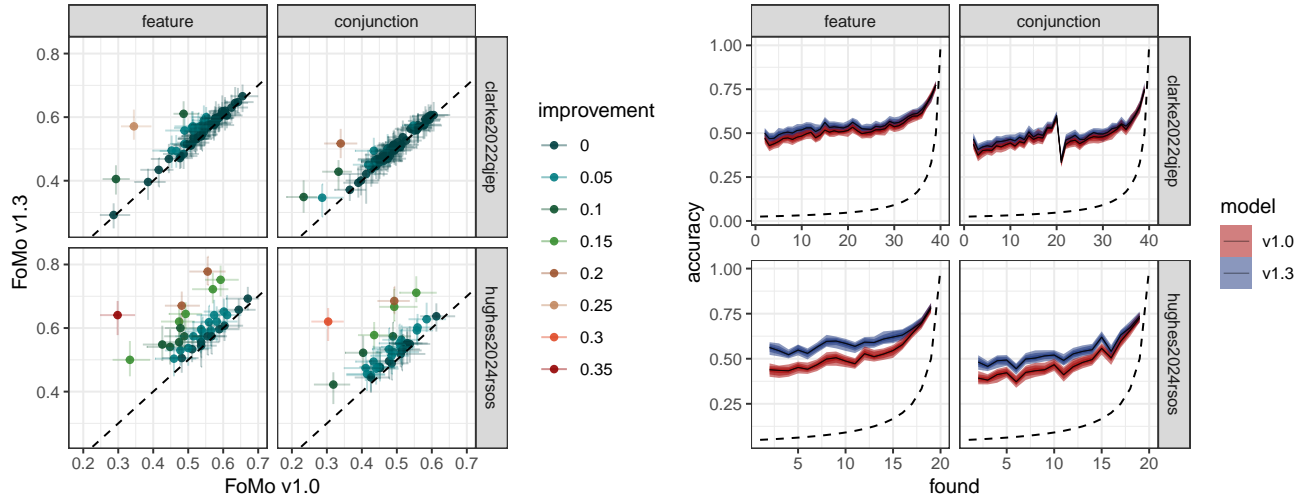 feature
conjunction
0.8
0.6
0.4
clarke2022qjep
0.8
0.6
0.4
hughes2024rsos
0.2 0.3 0.4 0.5 0.6 0.7
0.2 0.3 0.4 0.5 0.6 0.7
FoMo v1.0
FoMo v1.3
improvement
0
0.05
0.1
0.15
0.2
0.25
0.3
0.35
feature
conjunction
1.00
0.75
0.50
0.25
0.00
clarke2022qjep
0 10 20 30 40
0 10 20 30 40
1.00
0.75
0.50
0.25
hughes2024rsos
5 10 15 20
5 10 15 20
found
accuracy
model
v1.0
v1.3